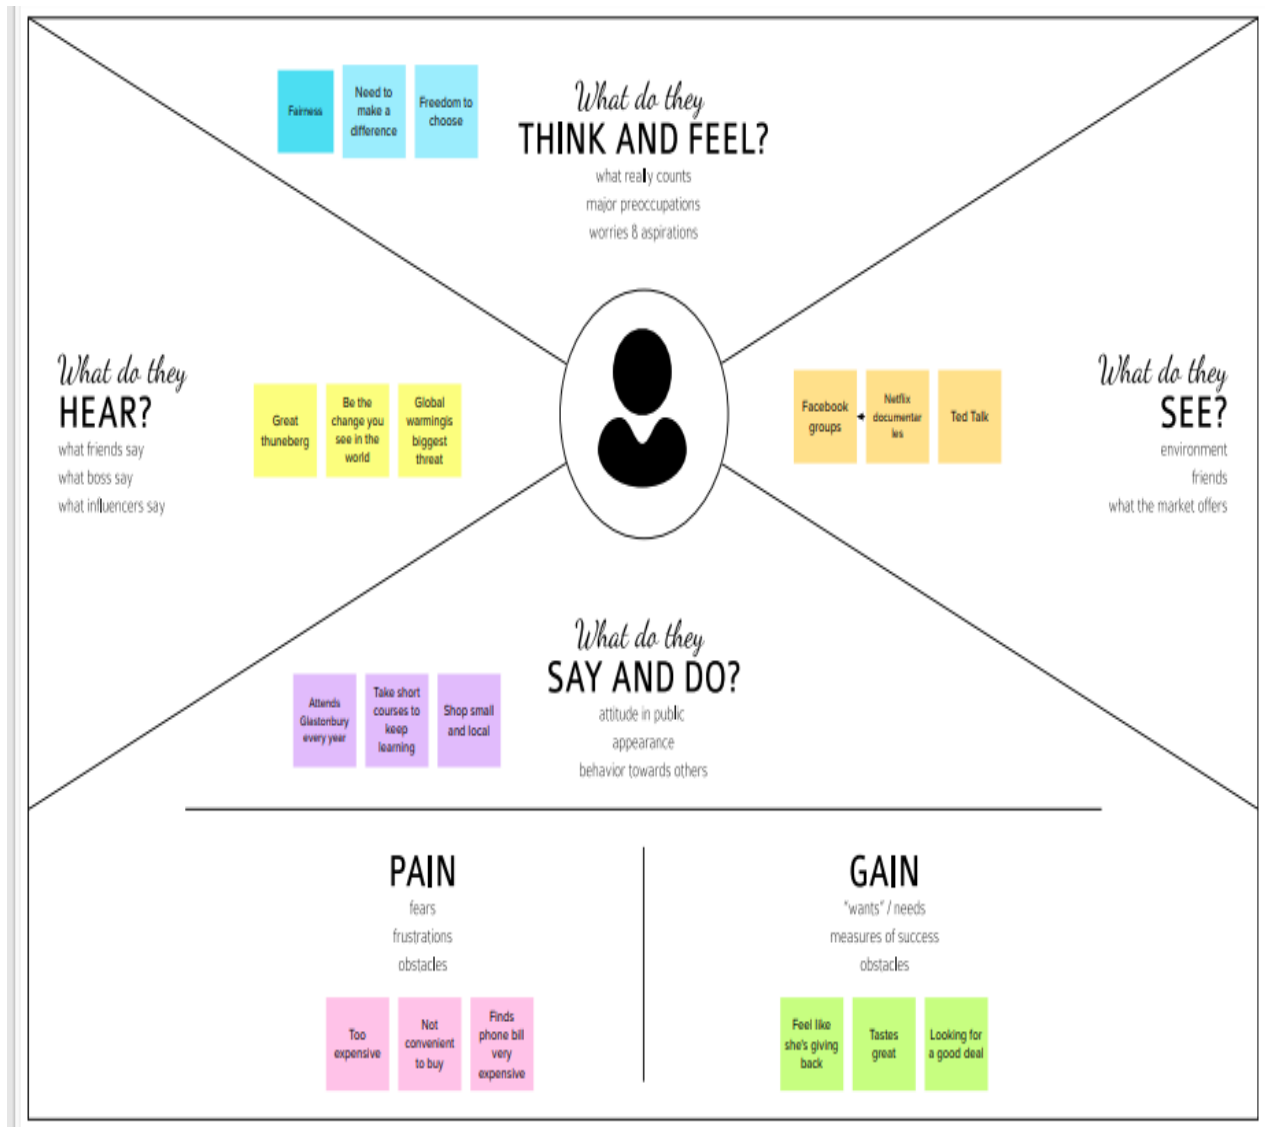 What do they
THINK AND FEEL?
what really counts
major preoccupations
worries & aspirations
Fairness
Need to
make a
difference
Freedom to
choose
What do they
HEAR?
what friends say
what boss say
what influencers say
Great
thuneberg
Be the
change you
see in the
world
Global
warmingis
biggest
threat
What do they
SEE?
environment
friends
what the market offers
Facebook
groups
Netflix
documentar
ies
Ted Talk
What do they
SAY AND DO?
attitude in public
appearance
behavior towards others
Attends
Glastonbury
every year
Take short
courses to
keep
learning
Shop small
and local
PAIN
fears
frustrations
obstacles
Too
expensive
Not
convenient
to buy
Finds
phone bill
very
expensive
GAIN
"wants" / needs
measures of success
obstacles
Feel like
she's giving
back
Tastes
great
Looking for
a good deal